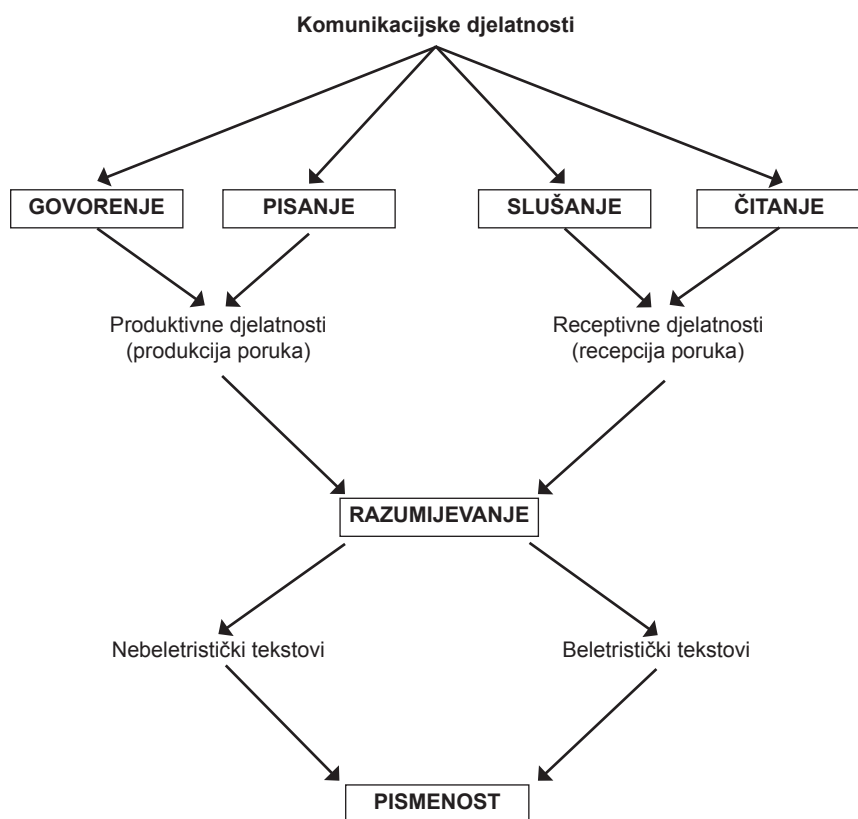 Komunikacijske djelatnosti
GOVORENJE
PISANJE
SLUŠANJE
ČITANJE
Produktivne djelatnosti
(produkcija poruka)
Receptivne djelatnosti
(recepcija poruka)
RAZUMIJEVANJE
Nebeletristički tekstovi
Beletristički tekstovi
PISMENOST